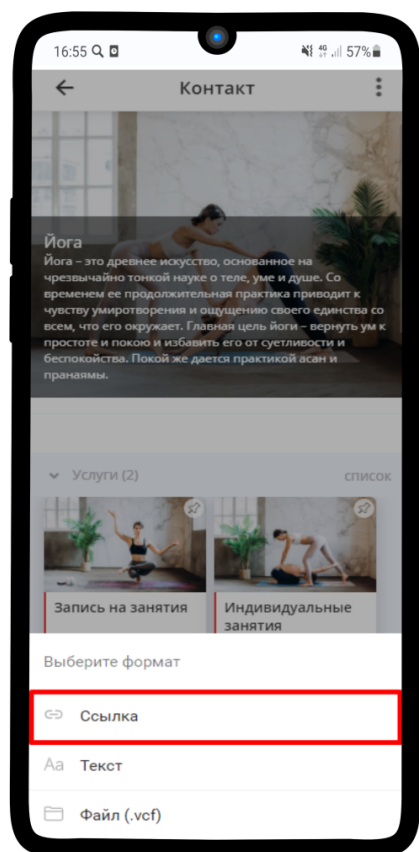 16:55
4G
57%
Контакт
Йога
Йога – это древнее искусство, основанное на
чрезвычайно тонкой науке о теле, уме и душе. Со
временем ее продолжительная практика приводит к
чувству умиротворения и ощущению своего единства со
всем, что его окружает. Главная цель йоги – вернуть ум к
простоте и покою и избавить его от суетливости и
беспокойства. Покой же дается практикой асан и
пранаямы.
Услуги (2)
список
Запись на занятия
Индивидуальные
занятия
Выберите формат
Ссылка
Aa Текст
Файл (.vcf)